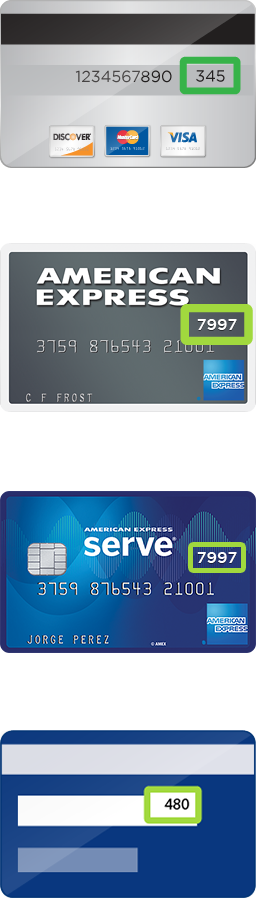 1234567890 345
DISCOVER MasterCard VISA
AMERICAN
EXPRESS
7997
3759 876543 21001
AMERICAN
EXPRESS
C F FROST
AMERICAN EXPRESS
serve®
7997
3759 876543 21001
AMERICAN
EXPRESS
JORGE PEREZ
© AMEX
480